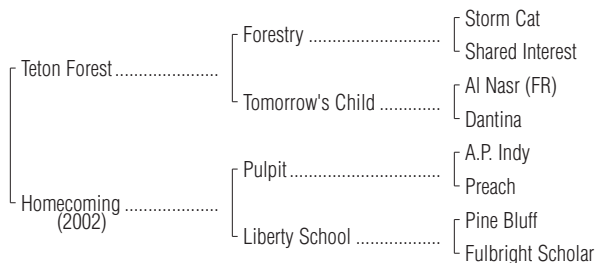 Storm Cat
Forestry
Shared Interest
Teton Forest
Al Nasr (FR)
Tomorrow's Child
Dantina
A.P. Indy
Pulpit
Preach
Homecoming
(2002)
Pine Bluff
Liberty School
Fulbright Scholar